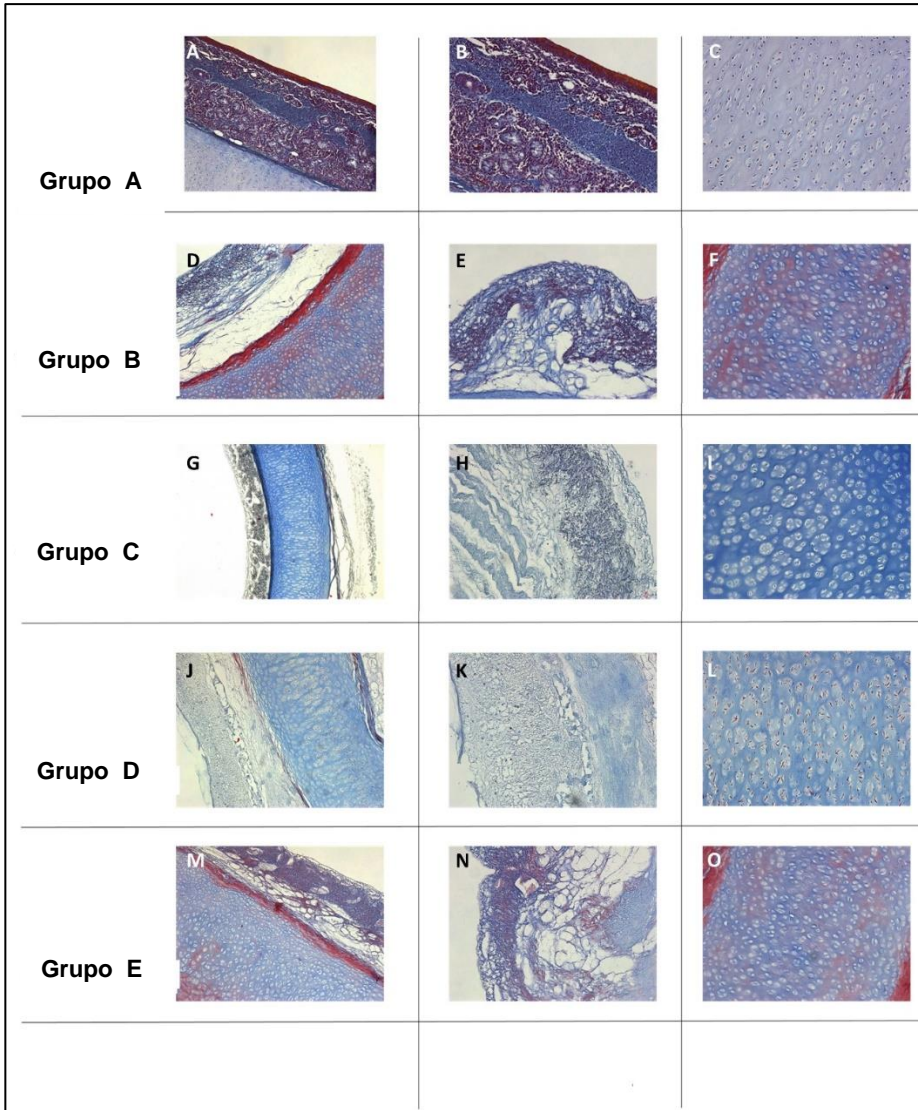 A B C
Grupo A
D E F
Grupo B
G H I
Grupo C
J K L
Grupo D
M N O
Grupo E